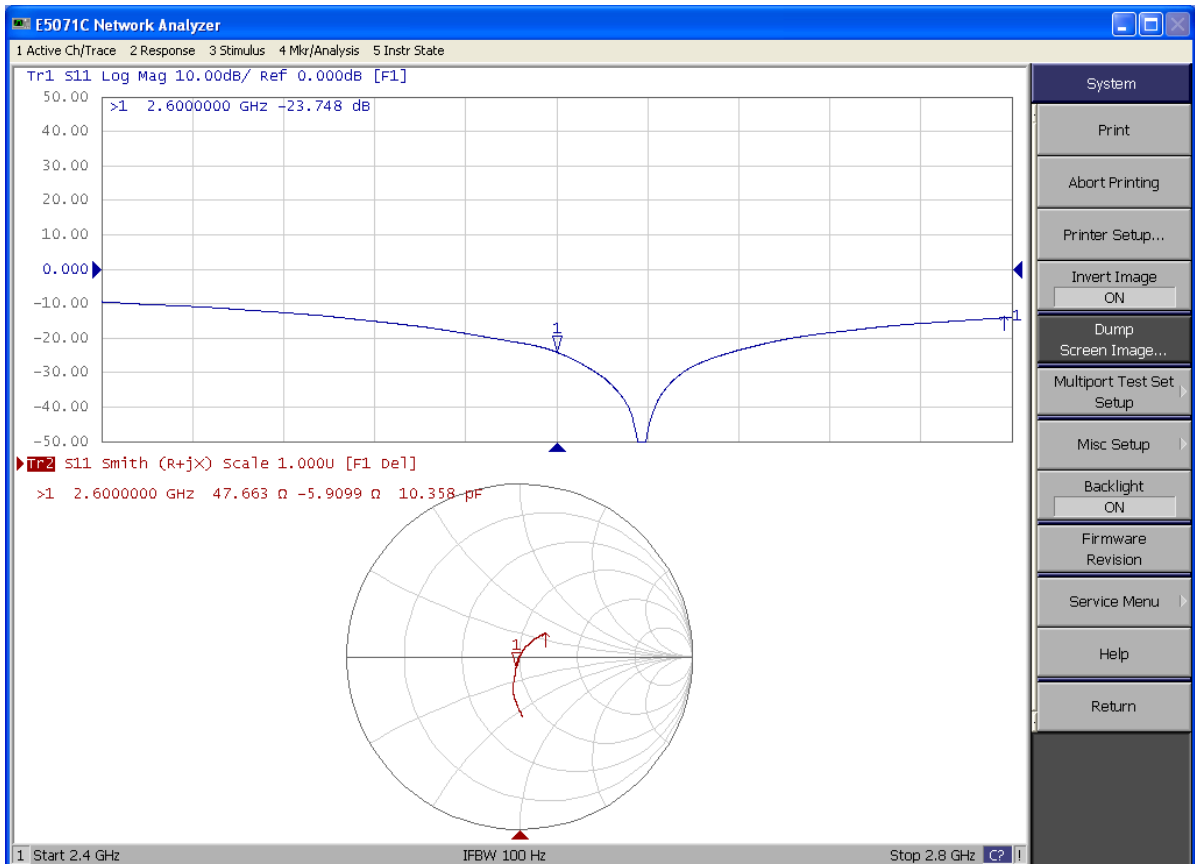 E5071C Network Analyzer
1 Active Ch/Trace 2 Response 3 Stimulus 4 Mkr/Analysis 5 Instr State
Tr1 S11 Log Mag 10.00dB/ Ref 0.000dB [F1]
50.00
>1 2.6000000 GHz -23.748 dB
40.00
30.00
20.00
10.00
0.000
-10.00
-20.00
-30.00
-40.00
-50.00
1
1
Tr2 S11 Smith (R+jX) Scale 1.000U [F1 Del]
>1 2.6000000 GHz 47.663 Ω -5.9099 Ω 10.358 pF
1
System
Print
Abort Printing
Printer Setup...
Invert Image
ON
Dump
Screen Image...
Multiport Test Set
Setup
Misc Setup
Backlight
ON
Firmware
Revision
Service Menu
Help
Return
1 Start 2.4 GHz IFBW 100 Hz Stop 2.8 GHz C? !